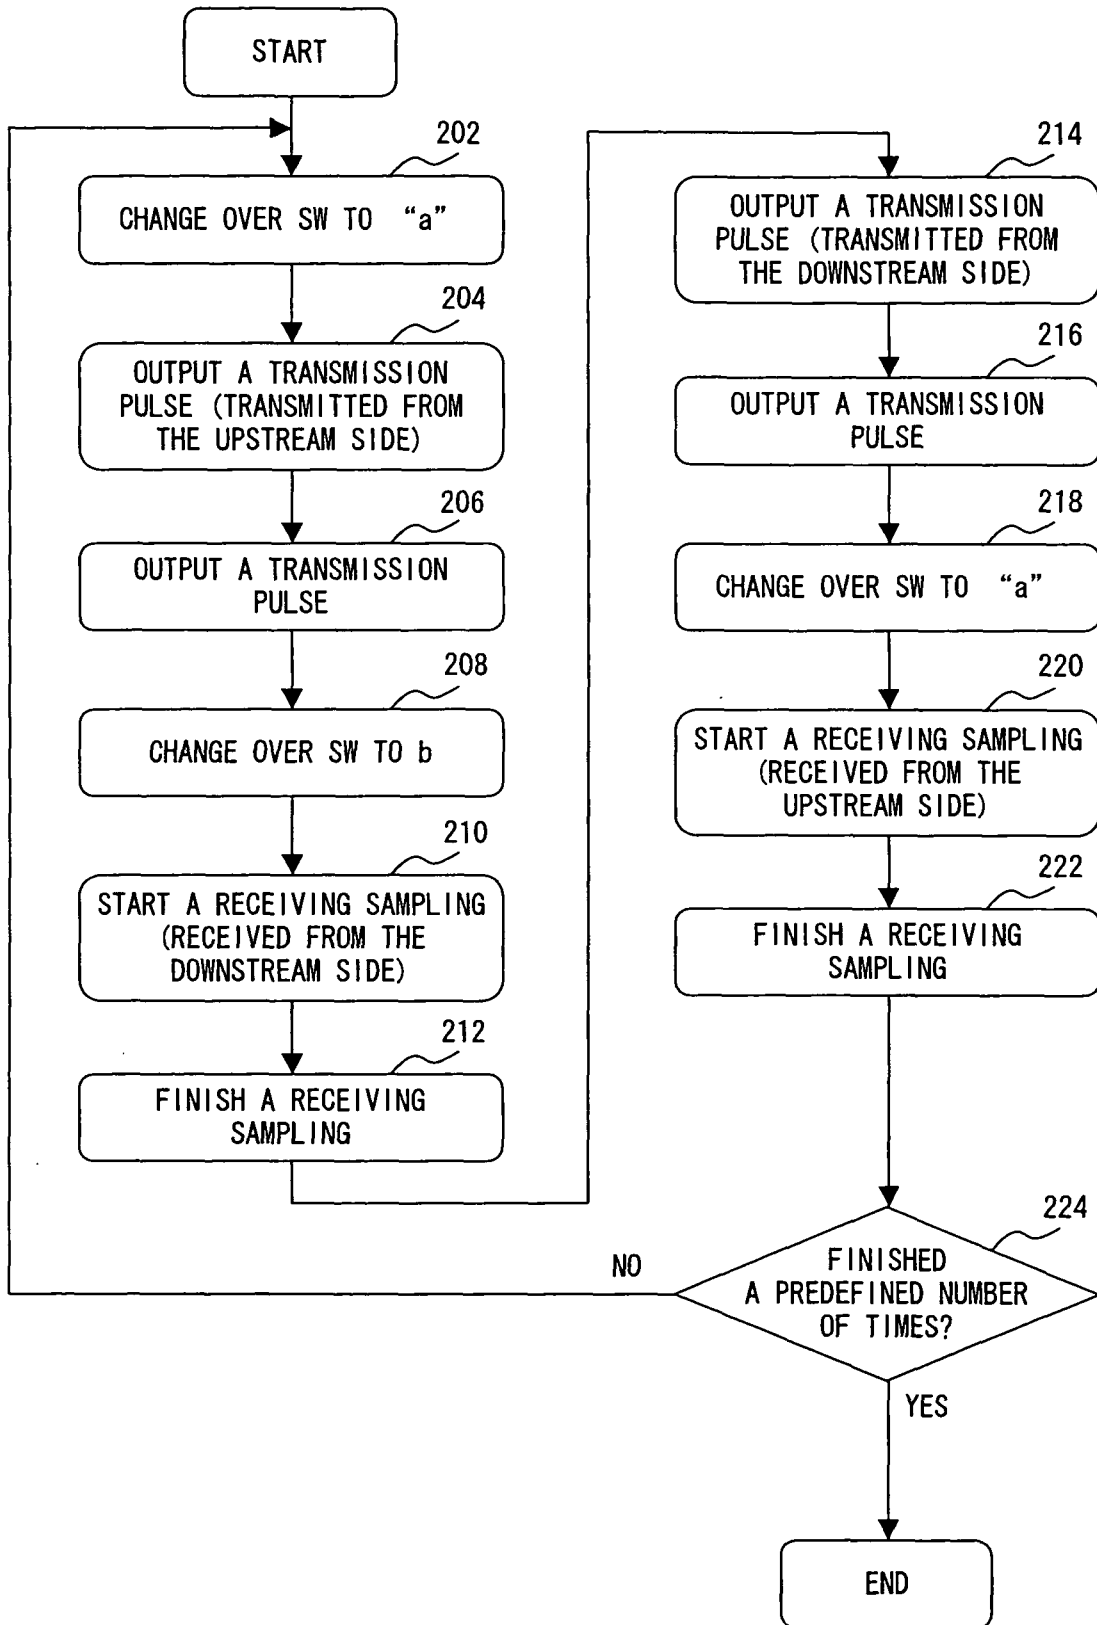 START
202
CHANGE OVER SW TO “a”
204
OUTPUT A TRANSMISSION
PULSE (TRANSMITTED FROM
THE UPSTREAM SIDE)
206
OUTPUT A TRANSMISSION
PULSE
208
CHANGE OVER SW TO b
210
START A RECEIVING SAMPLING
(RECEIVED FROM THE
DOWNSTREAM SIDE)
212
FINISH A RECEIVING
SAMPLING
214
OUTPUT A TRANSMISSION
PULSE (TRANSMITTED FROM
THE DOWNSTREAM SIDE)
216
OUTPUT A TRANSMISSION
PULSE
218
CHANGE OVER SW TO “a”
220
START A RECEIVING SAMPLING
(RECEIVED FROM THE
UPSTREAM SIDE)
222
FINISH A RECEIVING
SAMPLING
224
FINISHED
A PREDEFINED NUMBER
OF TIMES?
NO
YES
END